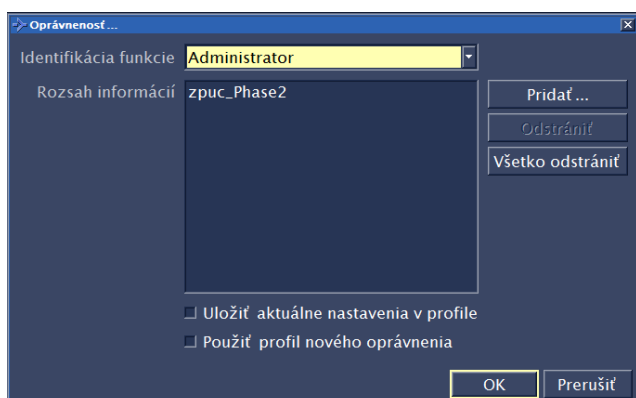 Oprávnenosť ...
Identifikácia funkcie Administrator
Rozsah informácií zpuc_Phase2
Pridať ...
Odstrániť
Všetko odstrániť
Uložiť aktuálne nastavenia v profile
Použiť profil nového oprávnenia
OK Prerušiť